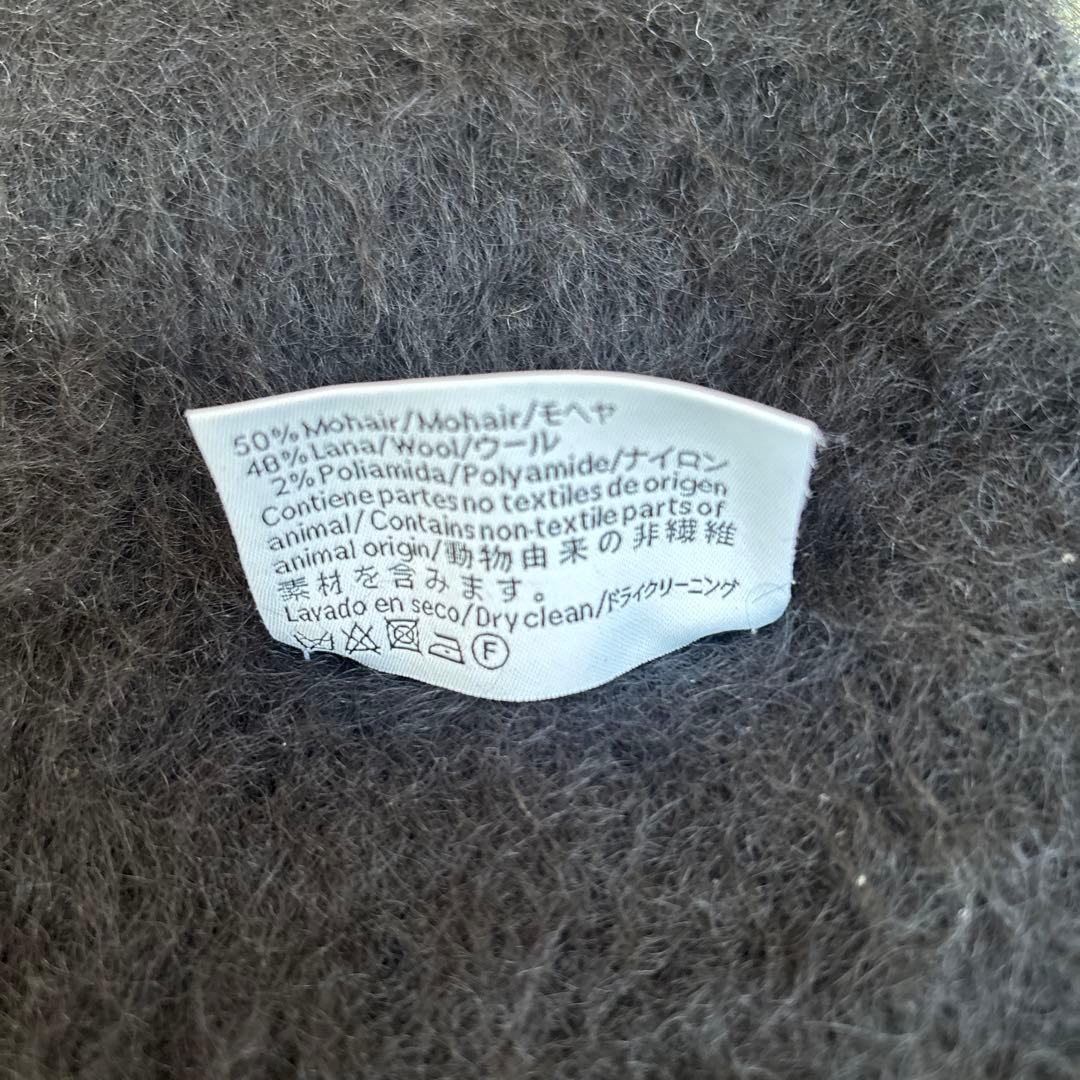 50% Mohair/Mohair/モヘヤ
48% Lana/Wool/ウール
2% Poliamida/Polyamide/ナイロン
Contiene partes no textiles de origen
animal/Contains non-textile parts of
animal origin/動物由来の非繊維
素材を含みます。
Lavado en seco/Dry clean/ドライクリーニング
F